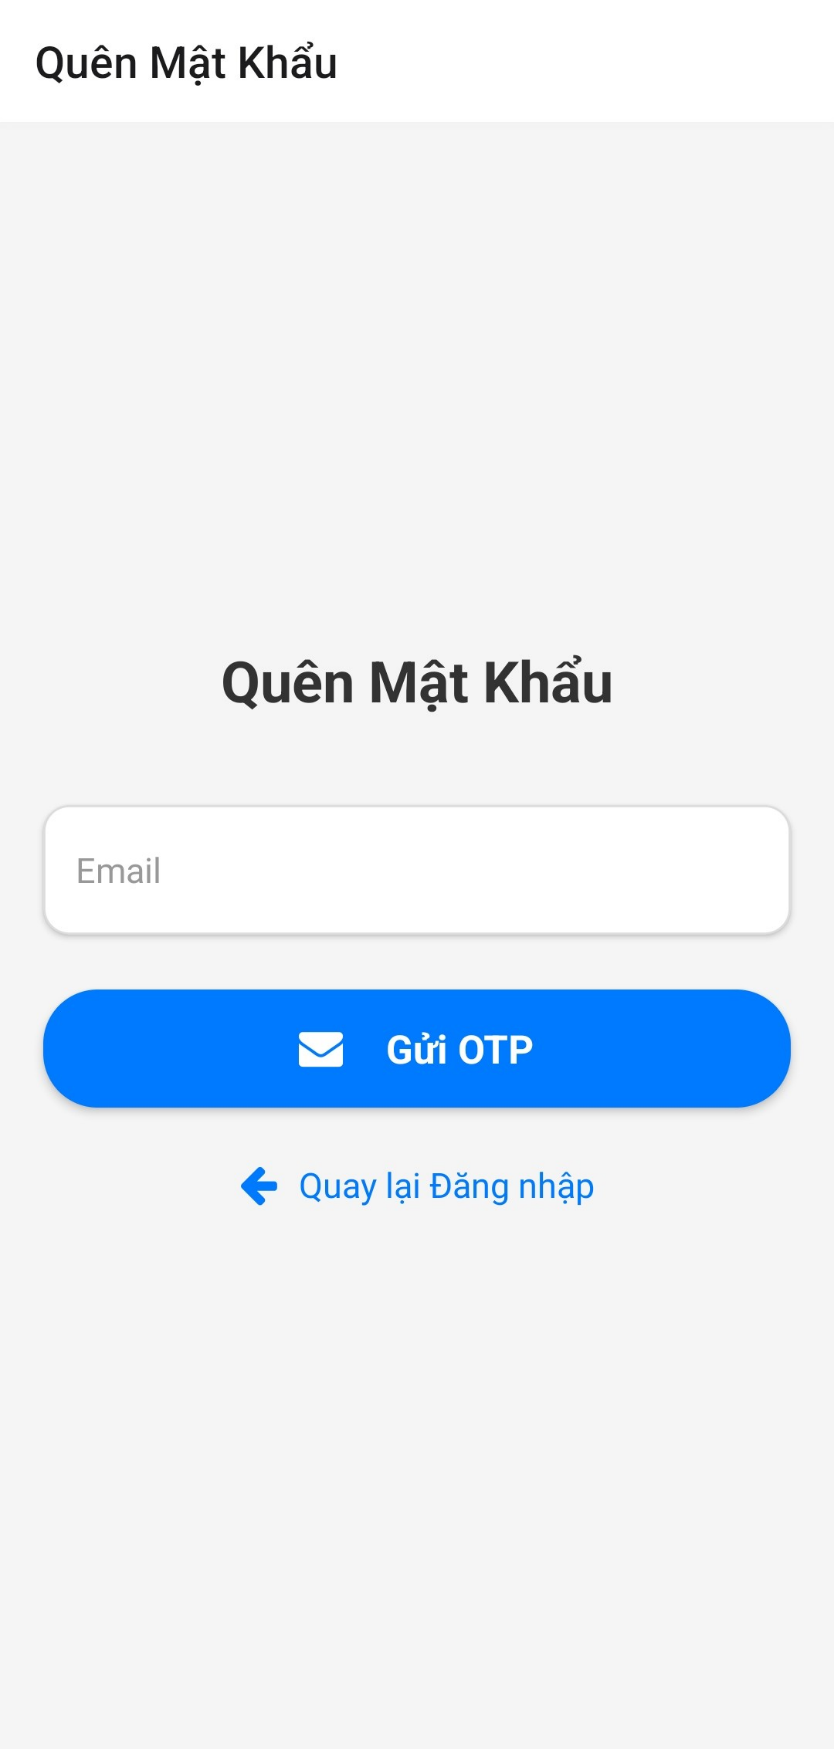 Quên Mật Khẩu
Quên Mật Khẩu
Email
Gửi OTP
Quay lại Đăng nhập